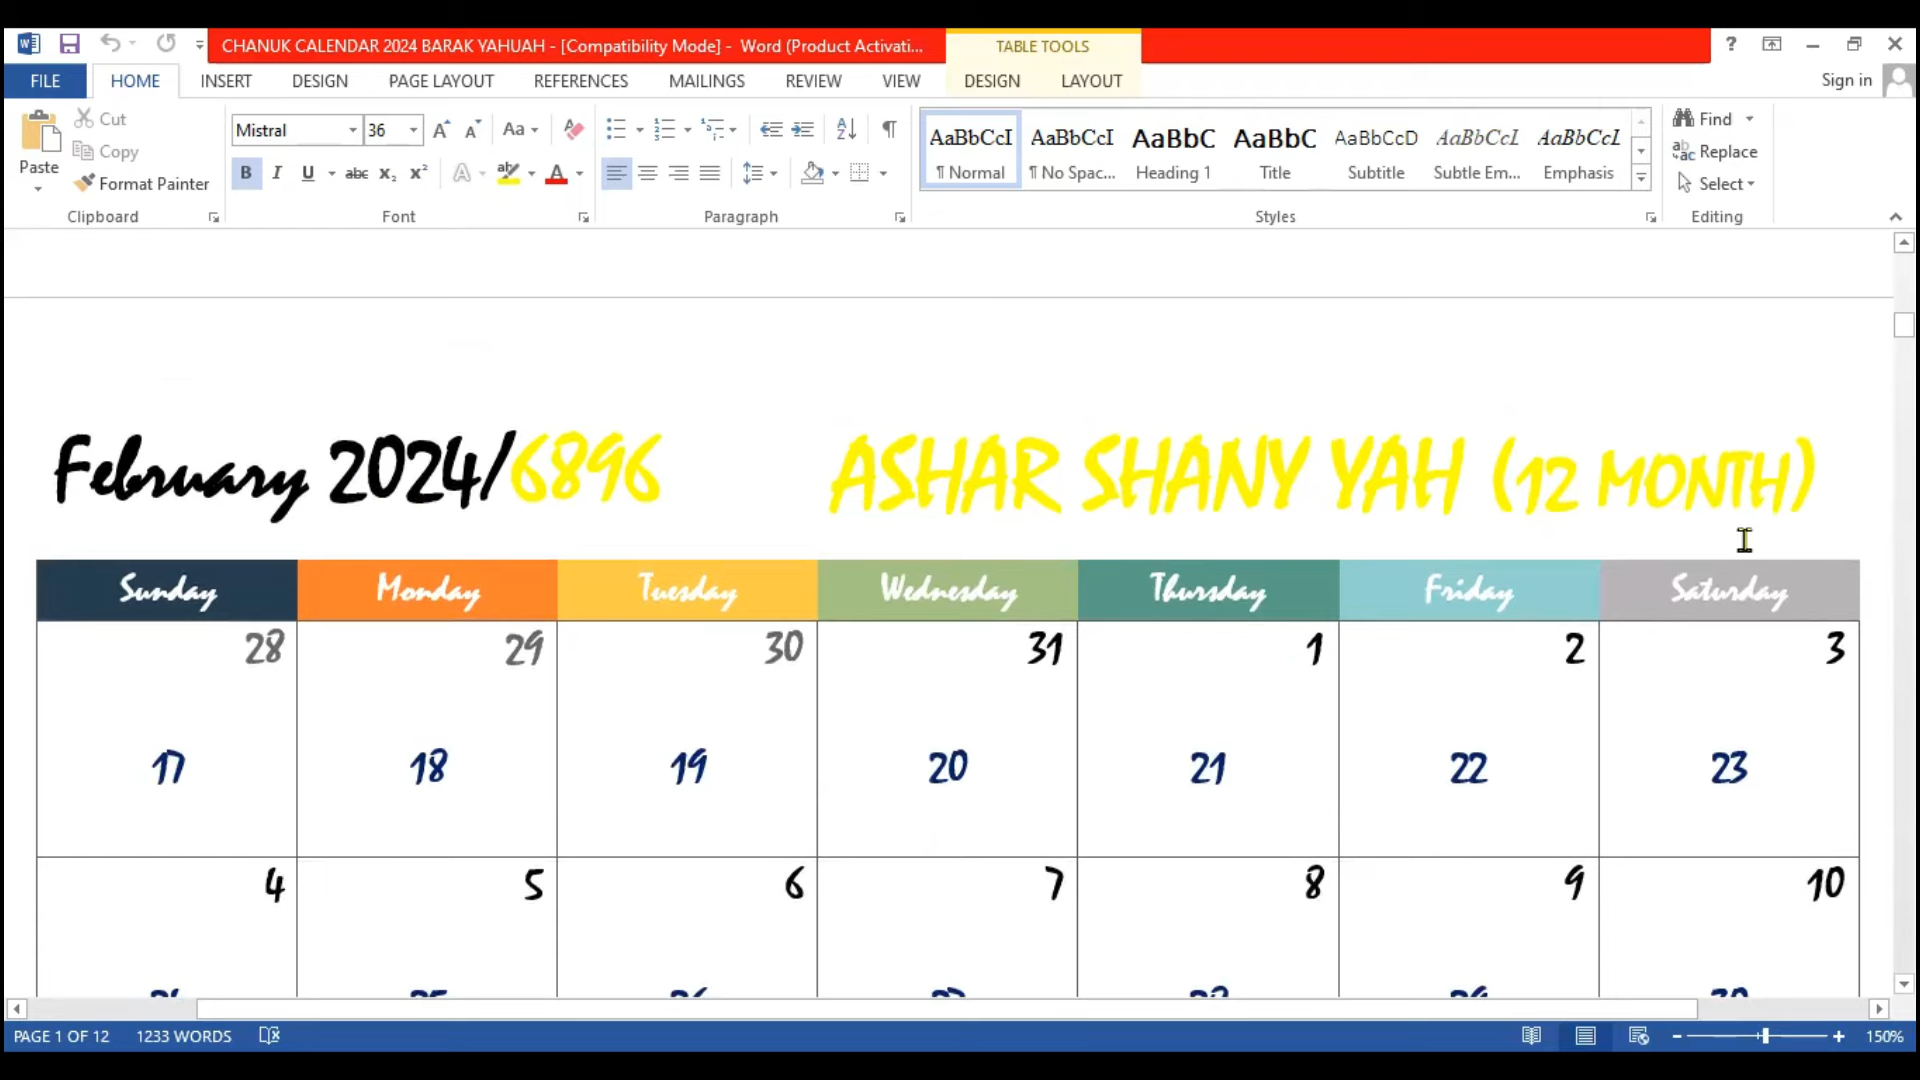 CHANUK CALENDAR 2024 BARAK YAHUAH - [Compatibility Mode] - Word (Product Activati...
TABLE TOOLS
?
FILE HOME INSERT DESIGN PAGE LAYOUT REFERENCES MAILINGS REVIEW VIEW DESIGN LAYOUT Sign in
Paste
Cut
Copy
Format Painter
Clipboard
Mistral 36
Font
Paragraph
AaBbCcI AaBbCcI AaBbC AaBbC AaBbCcD AaBbCcI AaBbCcI
¶ Normal ¶ No Spac... Heading 1 Title Subtitle Subtle Em... Emphasis
Styles
Find
Replace
Select
Editing
February 2024/6896 ASHAR SHANY YAH (12 MONTH)
Sunday Monday Tuesday Wednesday Thursday Friday Saturday
28 29 30 31 1 2 3
17 18 19 20 21 22 23
4 5 6 7 8 9 10
PAGE 1 OF 12 1233 WORDS 150%